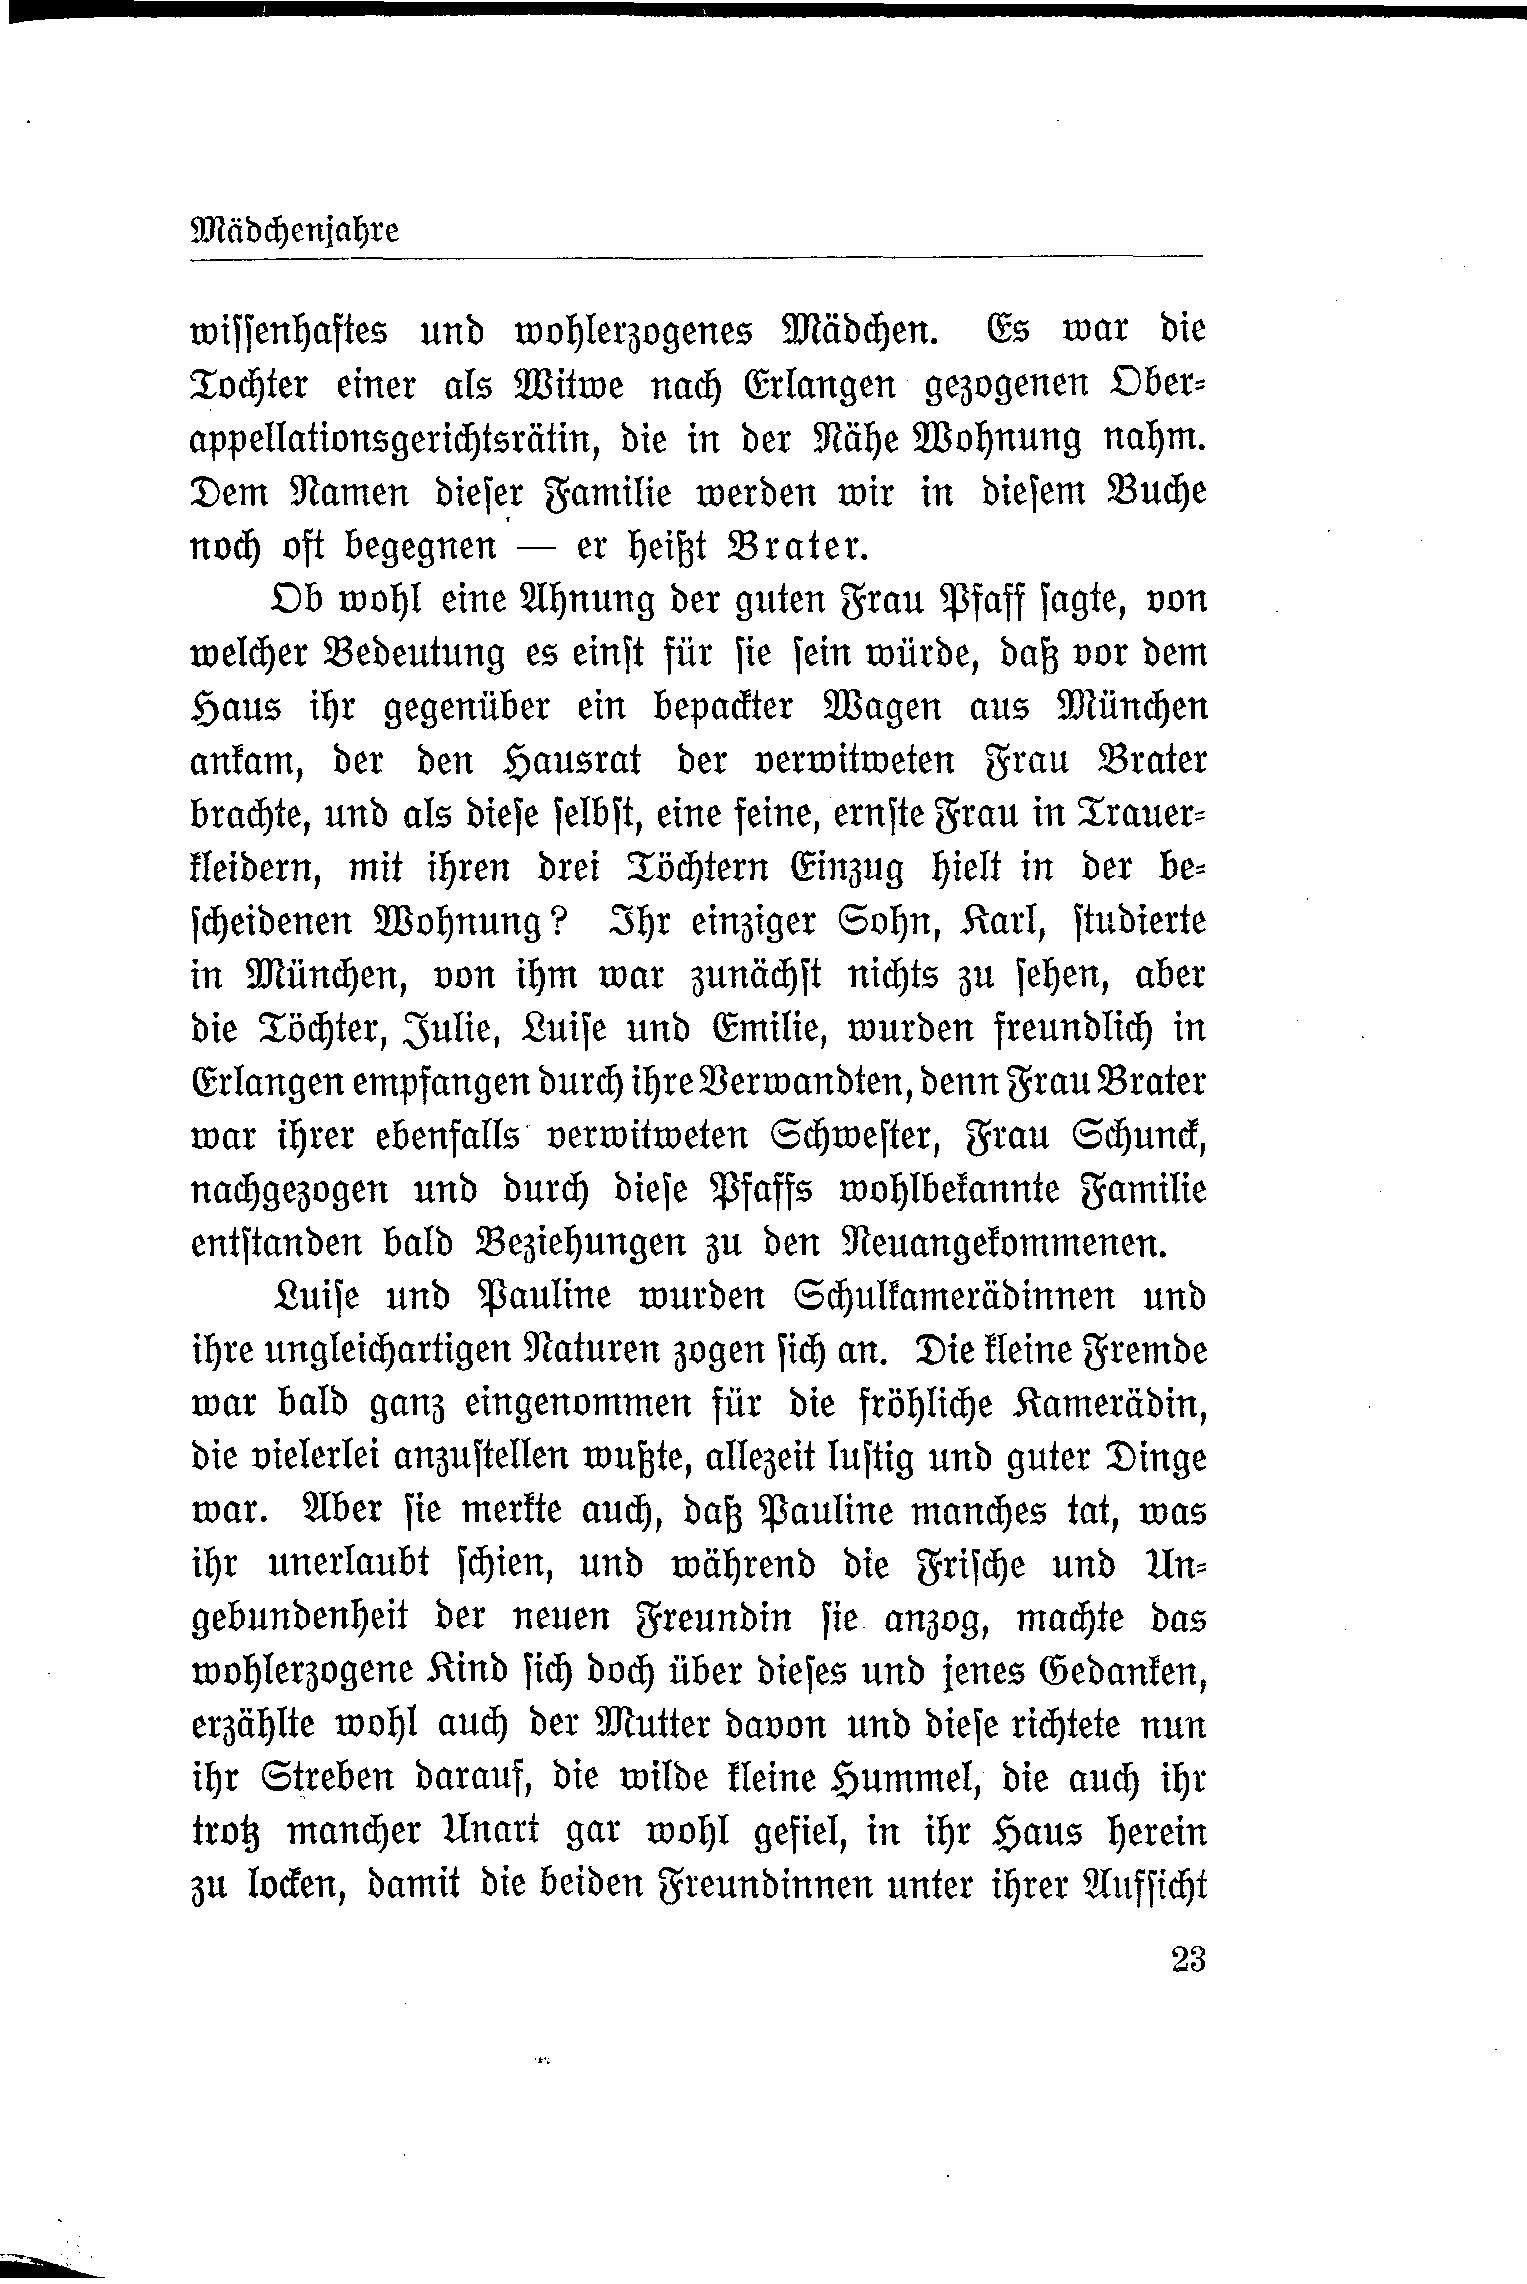 Mädchenjahre
wissenhaftes und wohlerzogenes Mädchen. Es war die
Tochter einer als Witwe nach Erlangen gezogenen Ober-
appellationsgerichtsrätin, die in der Nähe Wohnung nahm.
Dem Namen dieser Familie werden wir in diesem Buche
noch oft begegnen — er heißt Brater.
Ob wohl eine Ahnung der guten Frau Pfaff sagte, von
welcher Bedeutung es einst für sie sein würde, daß vor dem
Haus ihr gegenüber ein bepackter Wagen aus München
ankam, der den Hausrat der verwitweten Frau Brater
brachte, und als diese selbst, eine feine, ernste Frau in Trauer-
kleidern, mit ihren drei Töchtern Einzug hielt in der be-
scheidenen Wohnung? Ihr einziger Sohn, Karl, studierte
in München, von ihm war zunächst nichts zu sehen, aber
die Töchter, Julie, Luise und Emilie, wurden freundlich in
Erlangen empfangen durch ihre Verwandten, denn Frau Brater
war ihrer ebenfalls verwitweten Schwester, Frau Schunck,
nachgezogen und durch diese Pfaffs wohlbekannte Familie
entstanden bald Beziehungen zu den Neuangekommenen.
Luise und Pauline wurden Schulkamerädinnen und
ihre ungleichartigen Naturen zogen sich an. Die kleine Fremde
war bald ganz eingenommen für die fröhliche Kamerädin,
die vielerlei anzustellen wußte, allezeit lustig und guter Dinge
war. Aber sie merkte auch, daß Pauline manches tat, was
ihr unerlaubt schien, und während die Frische und Un-
gebundenheit der neuen Freundin sie anzog, machte das
wohlerzogene Kind sich doch über dieses und jenes Gedanken,
erzählte wohl auch der Mutter davon und diese richtete nun
ihr Streben darauf, die wilde kleine Hummel, die auch ihr
trotz mancher Unart gar wohl gefiel, in ihr Haus herein
zu locken, damit die beiden Freundinnen unter ihrer Aufsicht
23